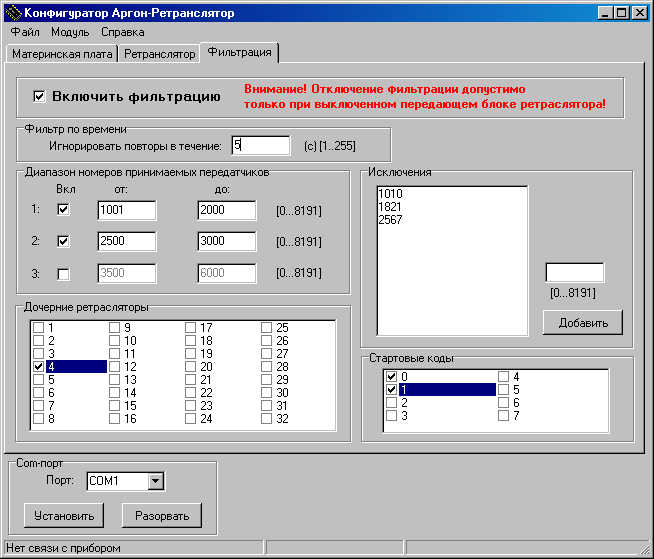 Конфигуратор Аргон-Ретранслятор
Файл Модуль Справка
Материнская плата Ретранслятор Фильтрация
Включить фильтрацию
Внимание! Отключение фильтрации допустимо
только при выключенном передающем блоке ретраслятора!
Фильтр по времени
Игнорировать повторы в течение: 5 (с) [1..255]
Диапазон номеров принимаемых передатчиков
Вкл от: до:
1: 1001 2000 [0...8191]
2: 2500 3000 [0...8191]
3: 3500 6000 [0...8191]
Исключения
1010
1821
2567
[0...8191]
Добавить
Дочерние ретрасляторы
1 9 17 25
2 10 18 26
3 11 19 27
4 12 20 28
5 13 21 29
6 14 22 30
7 15 23 31
8 16 24 32
Стартовые коды
0 4
1 5
2 6
3 7
Com-порт
Порт: COM1
Установить Разорвать
Нет связи с прибором